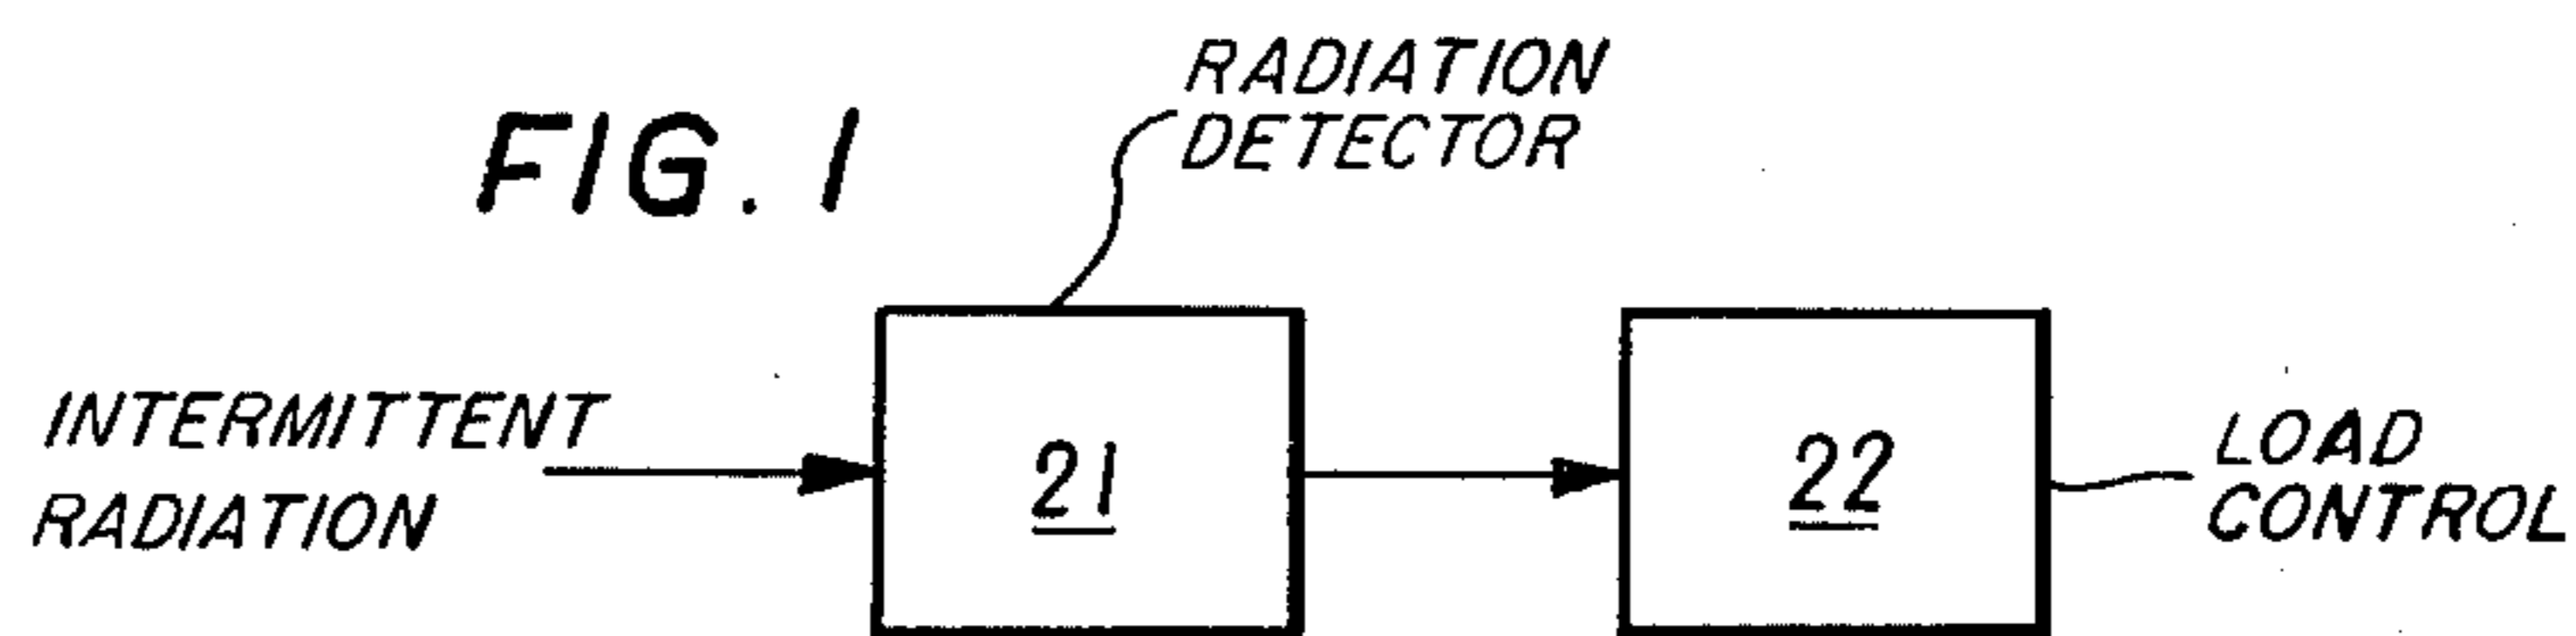 FIG. 1
RADIATION
DETECTOR
INTERMITTENT
RADIATION
21
22
LOAD
CONTROL